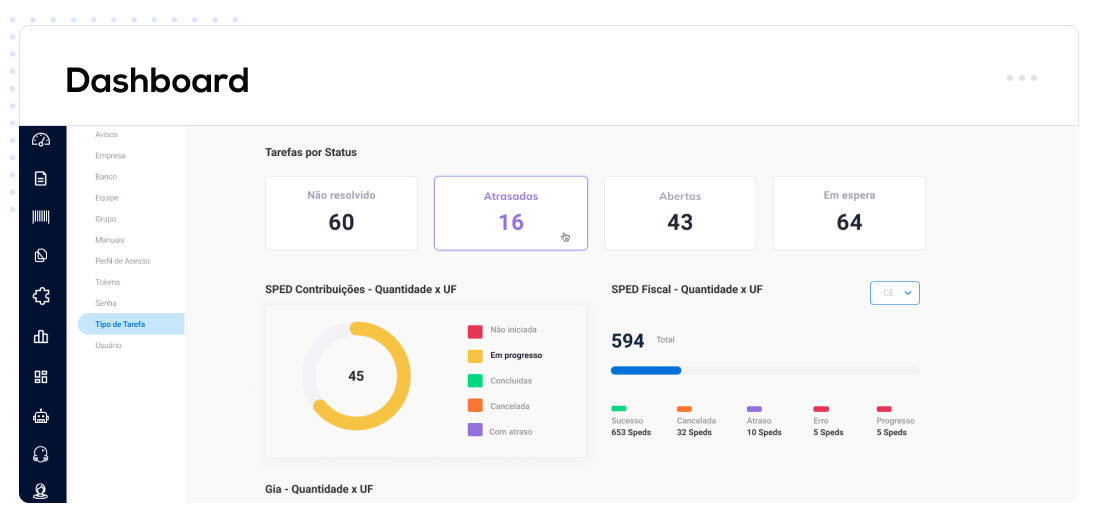 Dashboard
Avisos
Empresa
Banco
Equipe
Grupo
Manuais
Perfil de Acesso
Tokens
Senha
Tipo de Tarefa
Usuário
Tarefas por Status
Não resolvido
60
Atrasadas
16
Abertas
43
Em espera
64
SPED Contribuições - Quantidade x UF
45
Não iniciada
Em progresso
Concluídas
Cancelada
Com atraso
SPED Fiscal - Quantidade x UF
CE
594 Total
Sucesso
653 Speds
Cancelada
32 Speds
Atraso
10 Speds
Erro
5 Speds
Progresso
5 Speds
Gia - Quantidade x UF